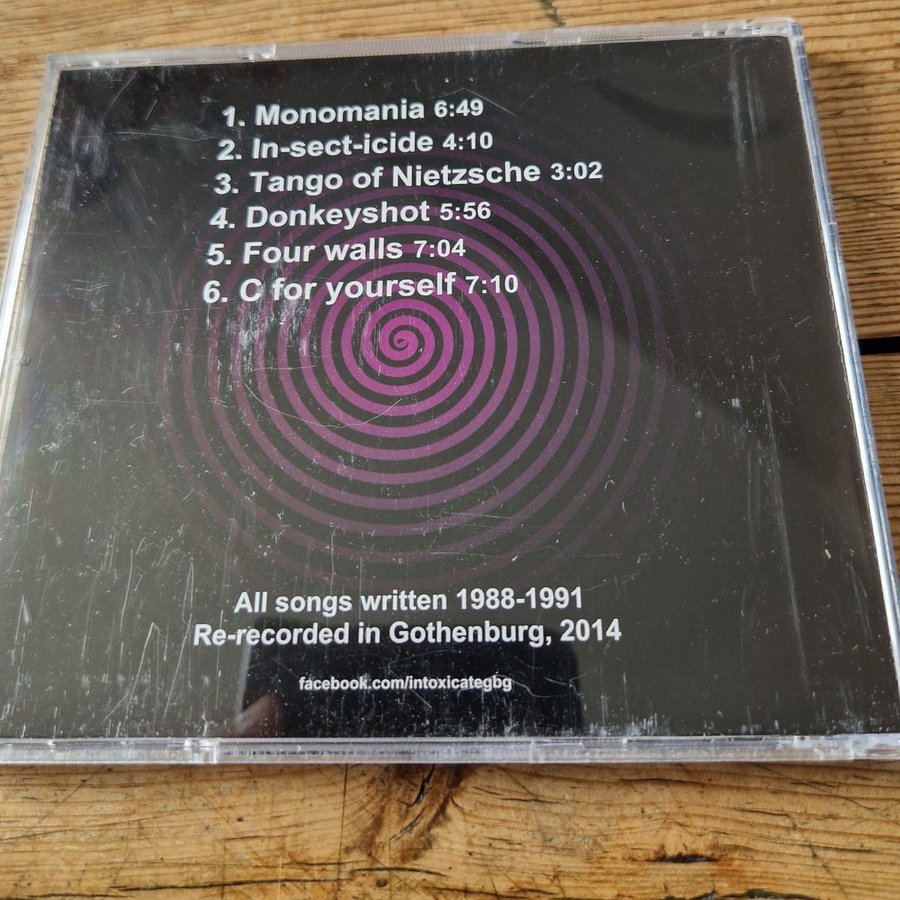 1. Monomania 6:49
2. In-sect-icide 4:10
3. Tango of Nietzsche 3:02
4. Donkeyshot 5:56
5. Four walls 7:04
6. C for yourself 7:10
All songs written 1988-1991
Re-recorded in Gothenburg, 2014
facebook.com/intoxicategbg